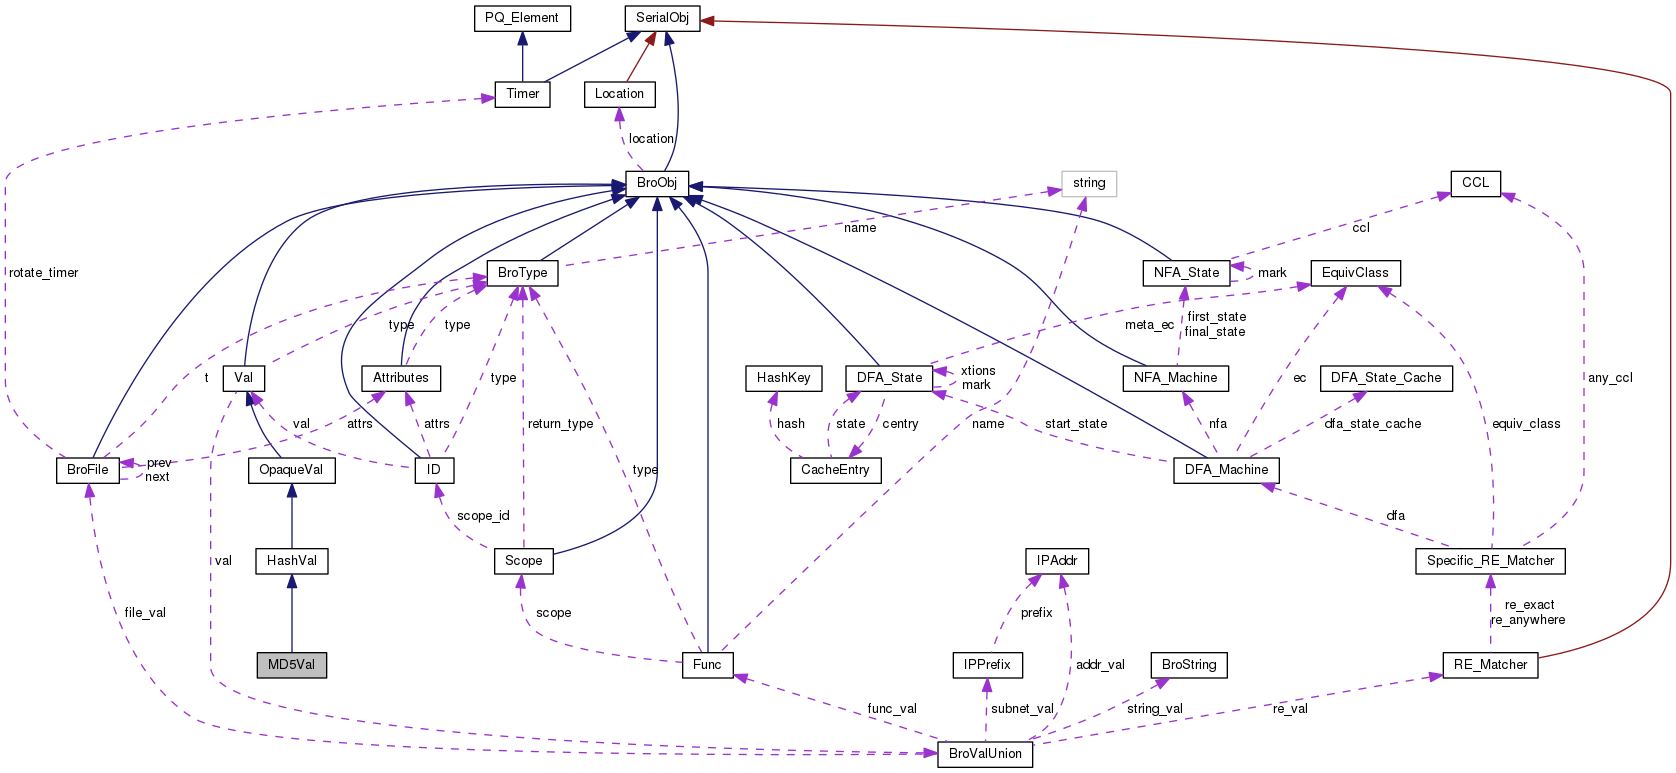 PQ_Element
SerialObj
Timer
Location
location
BroObj
string
CCL
name
ccl
rotate_timer
BroType
NFA_State
mark
EquivClass
type
type
meta_ec
first_state
final_state
t
Val
Attributes
type
HashKey
DFA_State
xtions
mark
NFA_Machine
ec
DFA_State_Cache
any_ccl
val
attrs
attrs
return_type
hash
state
centry
name
start_state
nfa
dfa_state_cache
equiv_class
BroFile
prev
next
OpaqueVal
ID
type
CacheEntry
DFA_Machine
scope_id
dfa
val
HashVal
Scope
IPAddr
Specific_RE_Matcher
file_val
scope
prefix
re_exact
re_anywhere
MD5Val
Func
IPPrefix
addr_val
BroString
RE_Matcher
func_val
subnet_val
string_val
re_val
BroValUnion